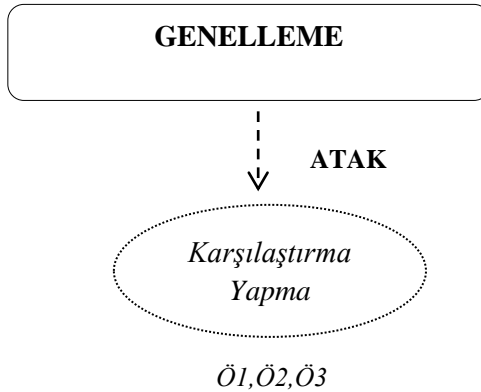 GENELLEME
ATAK
Karşılaştırma
Yapma
Ö1,Ö2,Ö3